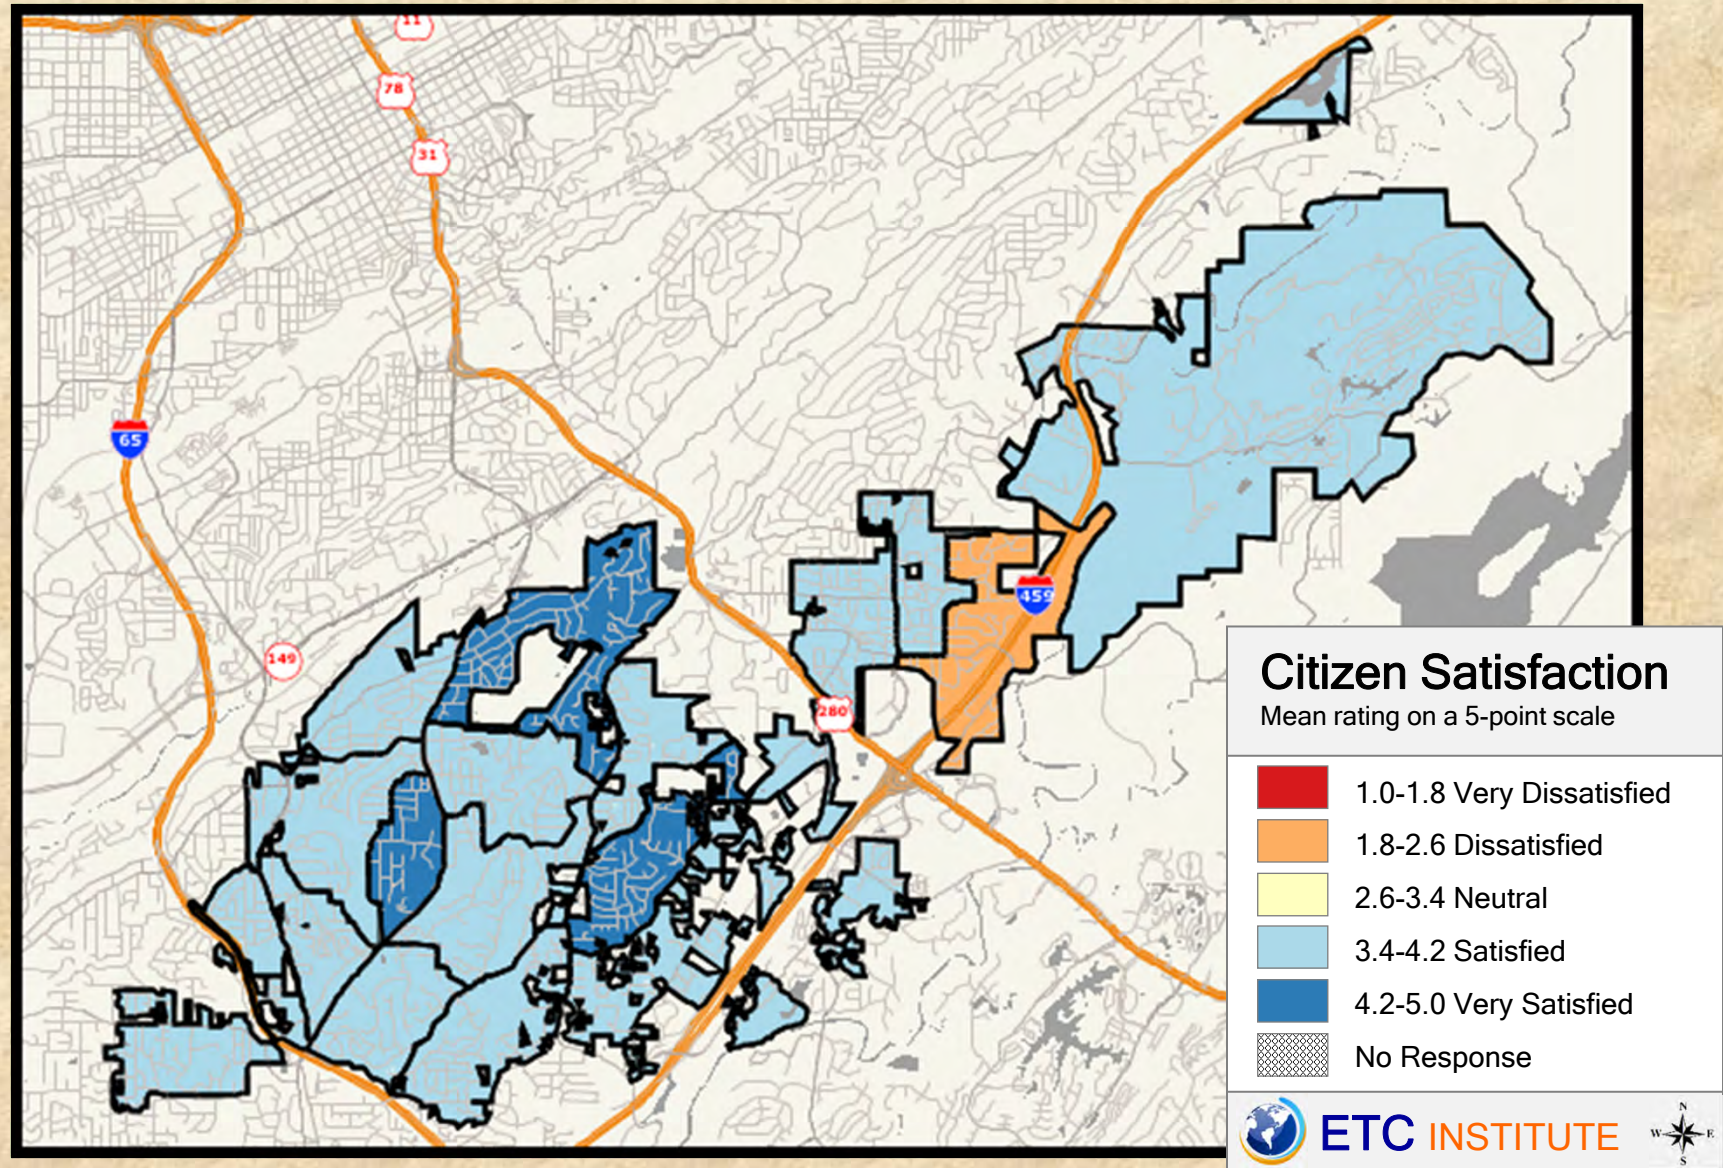 11
78
31
65
149
459
280
Citizen Satisfaction
Mean rating on a 5-point scale
1.0-1.8 Very Dissatisfied
1.8-2.6 Dissatisfied
2.6-3.4 Neutral
3.4-4.2 Satisfied
4.2-5.0 Very Satisfied
No Response
ETC INSTITUTE
N
W E
S